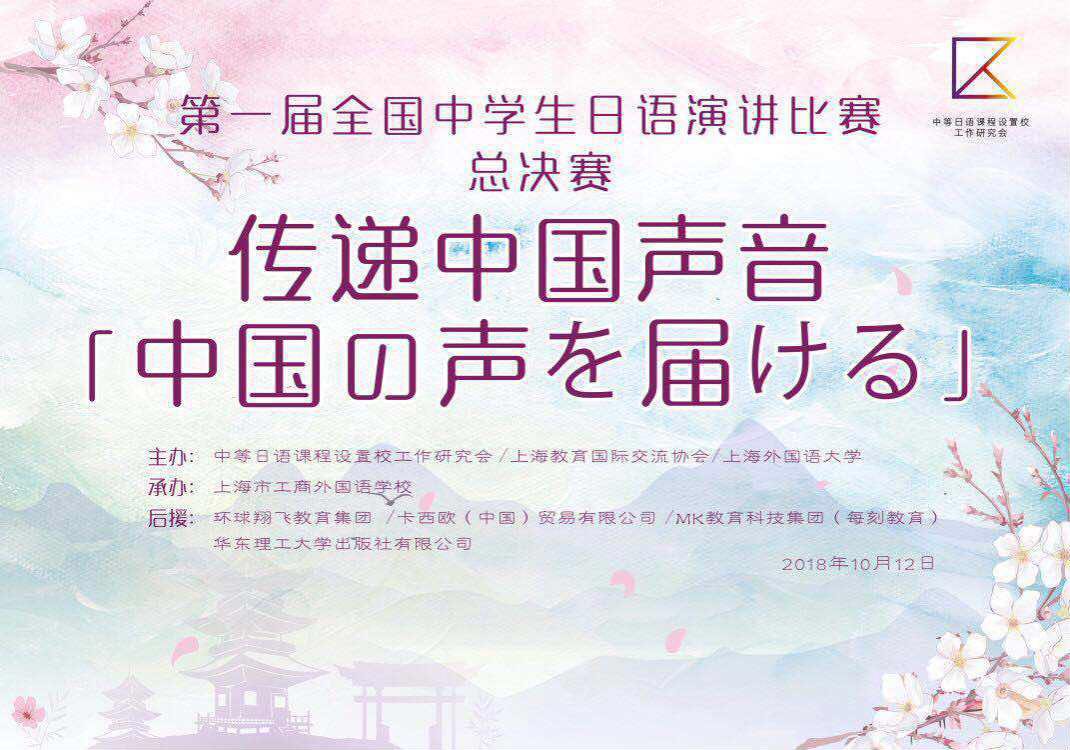 第一届全国中学生日语演讲比赛
总决赛
中等日语课程设置校
工作研究会
传递中国声音
「中国の声を届ける」
主办：中等日语课程设置校工作研究会/上海教育国际交流协会/上海外国语大学
承办：上海市工商外国语学校
后援：环球翔飞教育集团 /卡西欧（中国）贸易有限公司/MK教育科技集团（每刻教育）
华东理工大学出版社有限公司
2018年10月12日